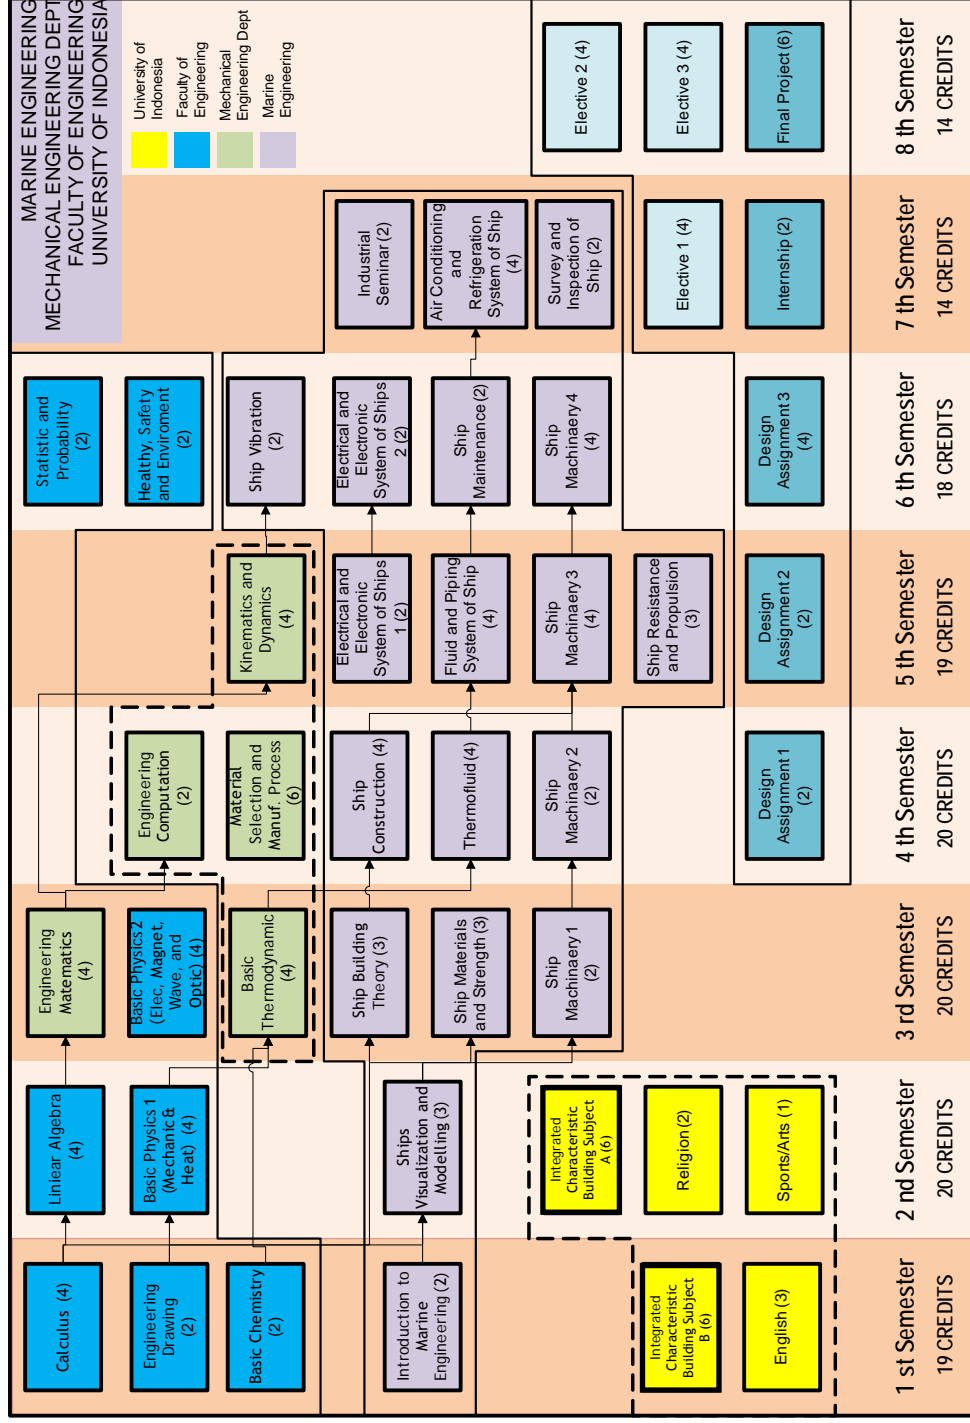 MARINE ENGINEERING
MECHANICAL ENGINEERING DEPT
FACULTY OF ENGINEERING
UNIVERSITY OF INDONESIA
University of
Indonesia
Faculty of
Engineering
Mechanical
Engineering Dept
Marine
Engineering
Calculus (4)
Engineering
Drawing
(2)
Basic Chemistry
(2)
Introduction to
Marine
Engineering (2)
Integrated
Characteristic
Building Subject
B (6)
English (3)
1 st Semester
19 CREDITS
Liniear Algebra
(4)
Basic Physics 1
(Mechanic &
Heat) (4)
Ships
Visualization and
Modelling (3)
Integrated
Characteristic
Building Subject
A (6)
Religion (2)
Sports/Arts (1)
2 nd Semester
20 CREDITS
Engineering
Matematics
(4)
Basic Physics 2
(Elec, Magnet,
Wave, and
Optic) (4)
Basic
Thermodynamic
(4)
Ship Building
Theory (3)
Ship Materials
and Strength (3)
Ship
Machinaery 1
(2)
3 rd Semester
20 CREDITS
Engineering
Computation
(2)
Material
Selection and
Manuf. Process
(6)
Ship
Construction (4)
Thermofluid (4)
Ship
Machinaery 2
(2)
Design
Assignment 1
(2)
4 th Semester
20 CREDITS
Kinematics and
Dynamics
(4)
Electrical and
Electronic
System of Ships
1 (2)
Fluid and Piping
System of Ship
(4)
Ship
Machinaery 3
(4)
Ship Resistance
and Propulsion
(3)
Design
Assignment 2
(2)
5 th Semester
19 CREDITS
Statistic and
Probability
(2)
Healthy, Safety
and Enviroment
(2)
Ship Vibration
(2)
Electrical and
Electronic
System of Ships
2 (2)
Ship
Maintenance (2)
Ship
Machinaery 4
(4)
Design
Assignment 3
(4)
6 th Semester
18 CREDITS
Industrial
Seminar (2)
Air Conditioning
and
Refrigeration
System of Ship
(4)
Survey and
Inspection of
Ship (2)
Elective 1 (4)
Internship (2)
7 th Semester
14 CREDITS
Elective 2 (4)
Elective 3 (4)
Final Project (6)
8 th Semester
14 CREDITS